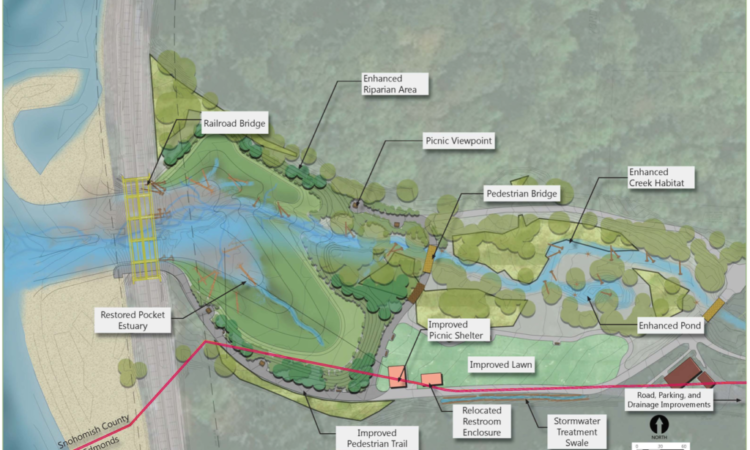 Enhanced
Riparian Area
Railroad Bridge
Picnic Viewpoint
Enhanced
Creek Habitat
Pedestrian Bridge
Restored Pocket
Estuary
Improved
Picnic Shelter
Enhanced Pond
Improved Lawn
Road, Parking, and
Drainage Improvements
Relocated
Restroom
Enclosure
Stormwater
Treatment
Swale
Improved
Pedestrian Trail
Snohomish County
Edmonds
NORTH